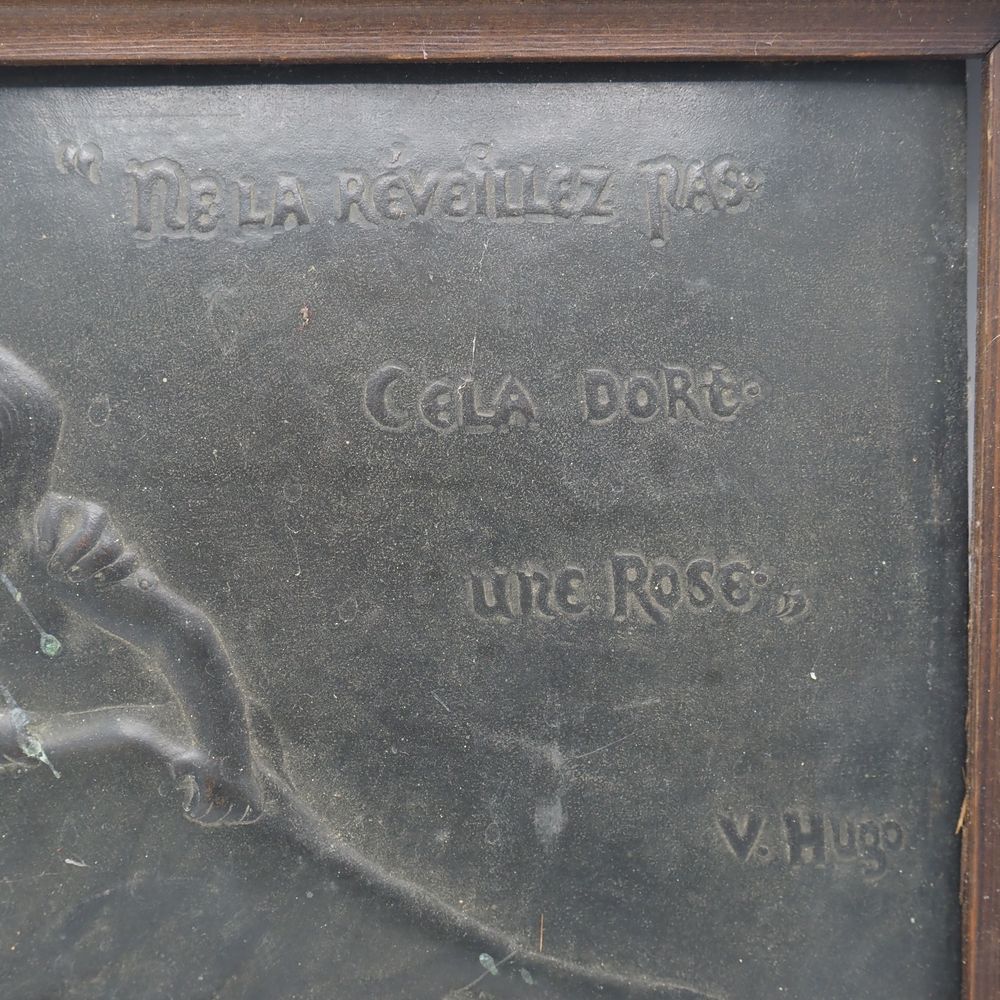 “Ne la réveillez pas.
Cela dort.
une Rose.„
V. Hugo